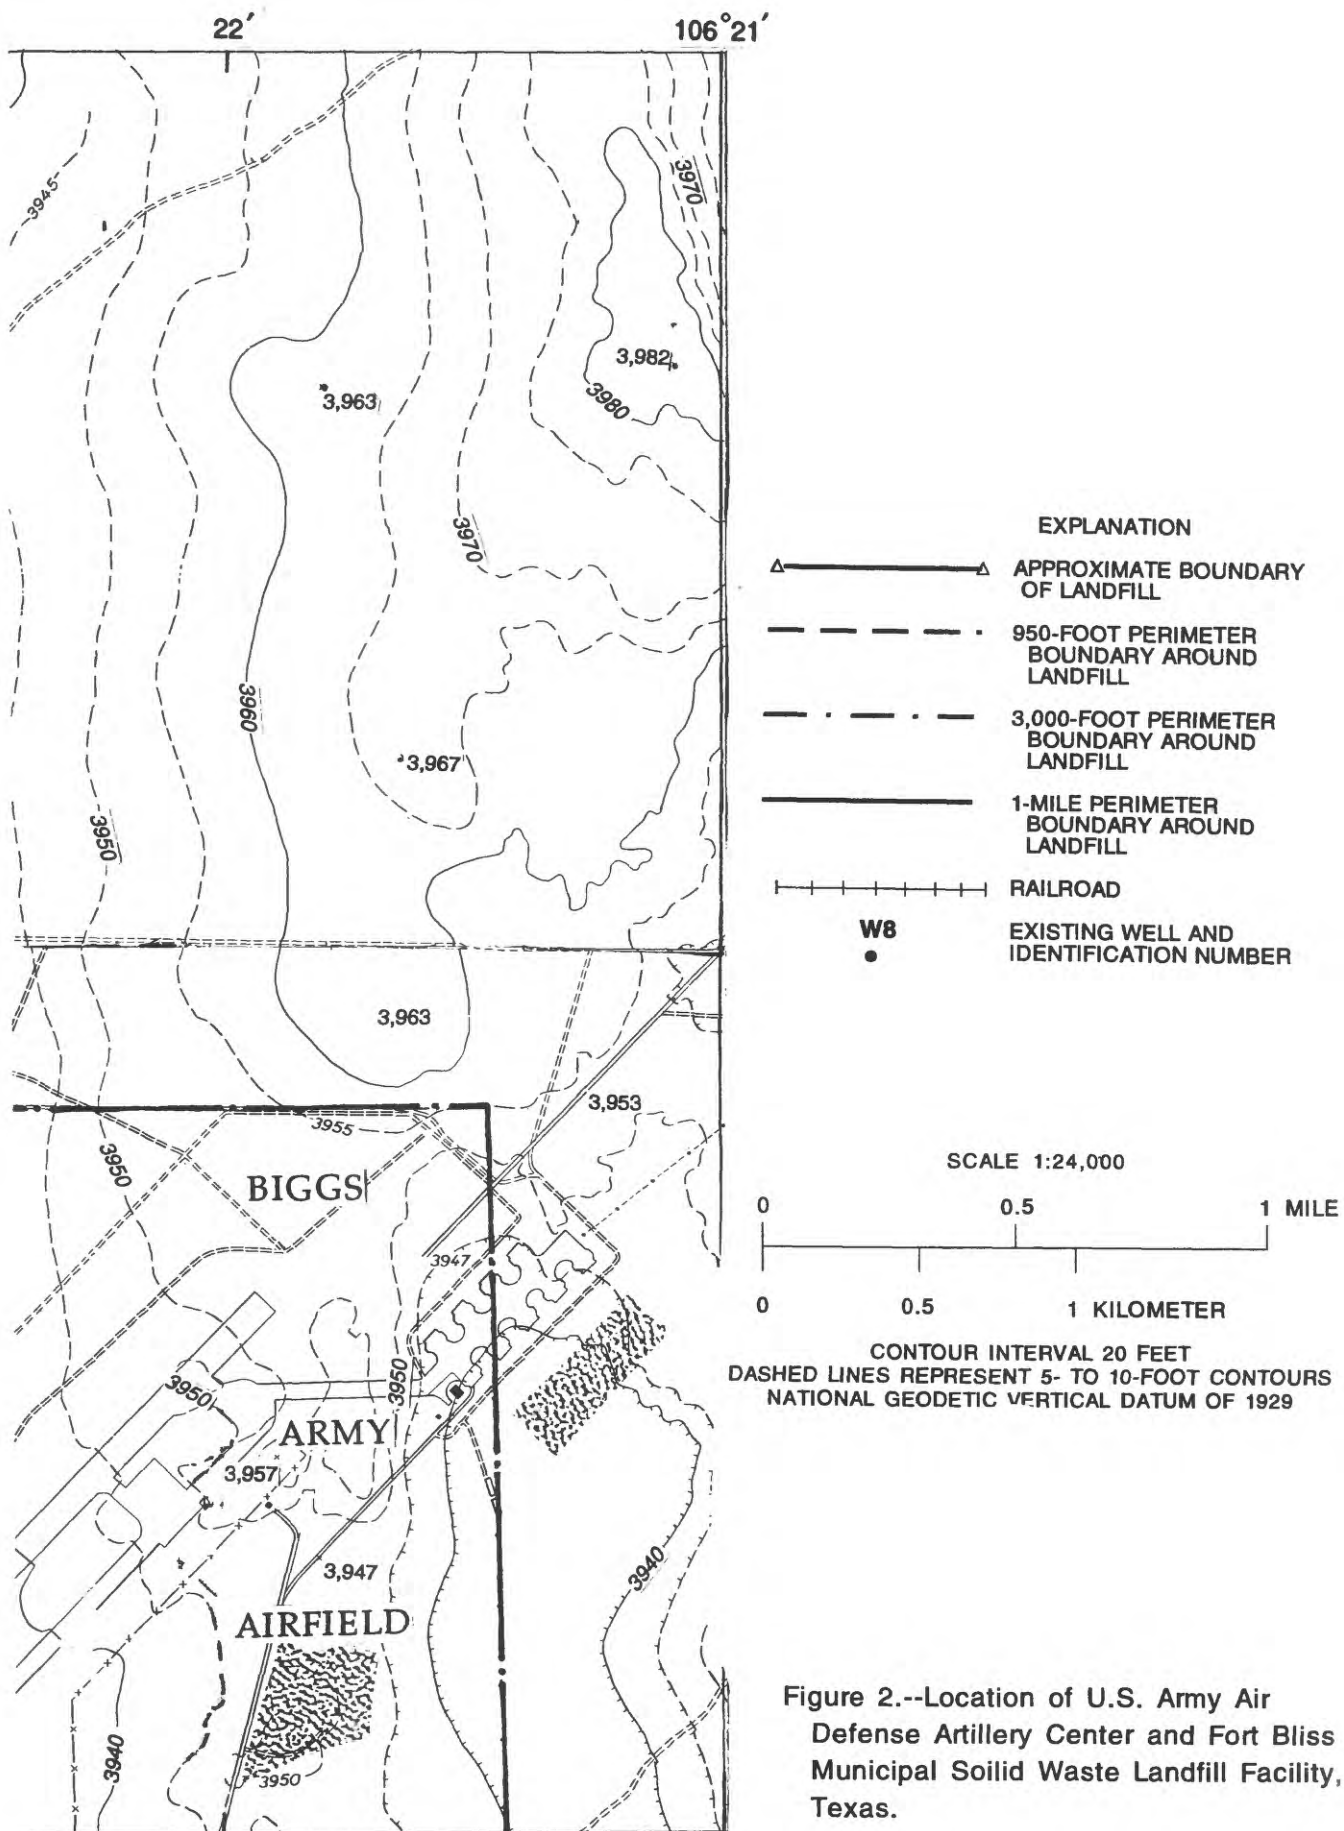 22′
106°21′
3945
3970
3,982
3,963
3980
3970
3960
3,967
3950
3,963
3,953
3955
3950
BIGGS
3947
3950
3950
ARMY
3,957
3,947
3940
AIRFIELD
3940
3950
EXPLANATION
APPROXIMATE BOUNDARY
OF LANDFILL
950-FOOT PERIMETER
BOUNDARY AROUND
LANDFILL
3,000-FOOT PERIMETER
BOUNDARY AROUND
LANDFILL
1-MILE PERIMETER
BOUNDARY AROUND
LANDFILL
RAILROAD
W8
EXISTING WELL AND
IDENTIFICATION NUMBER
SCALE 1:24,000
0 0.5 1 MILE
0 0.5 1 KILOMETER
CONTOUR INTERVAL 20 FEET
DASHED LINES REPRESENT 5- TO 10-FOOT CONTOURS
NATIONAL GEODETIC VERTICAL DATUM OF 1929
Figure 2.--Location of U.S. Army Air
Defense Artillery Center and Fort Bliss
Municipal Soilid Waste Landfill Facility,
Texas.